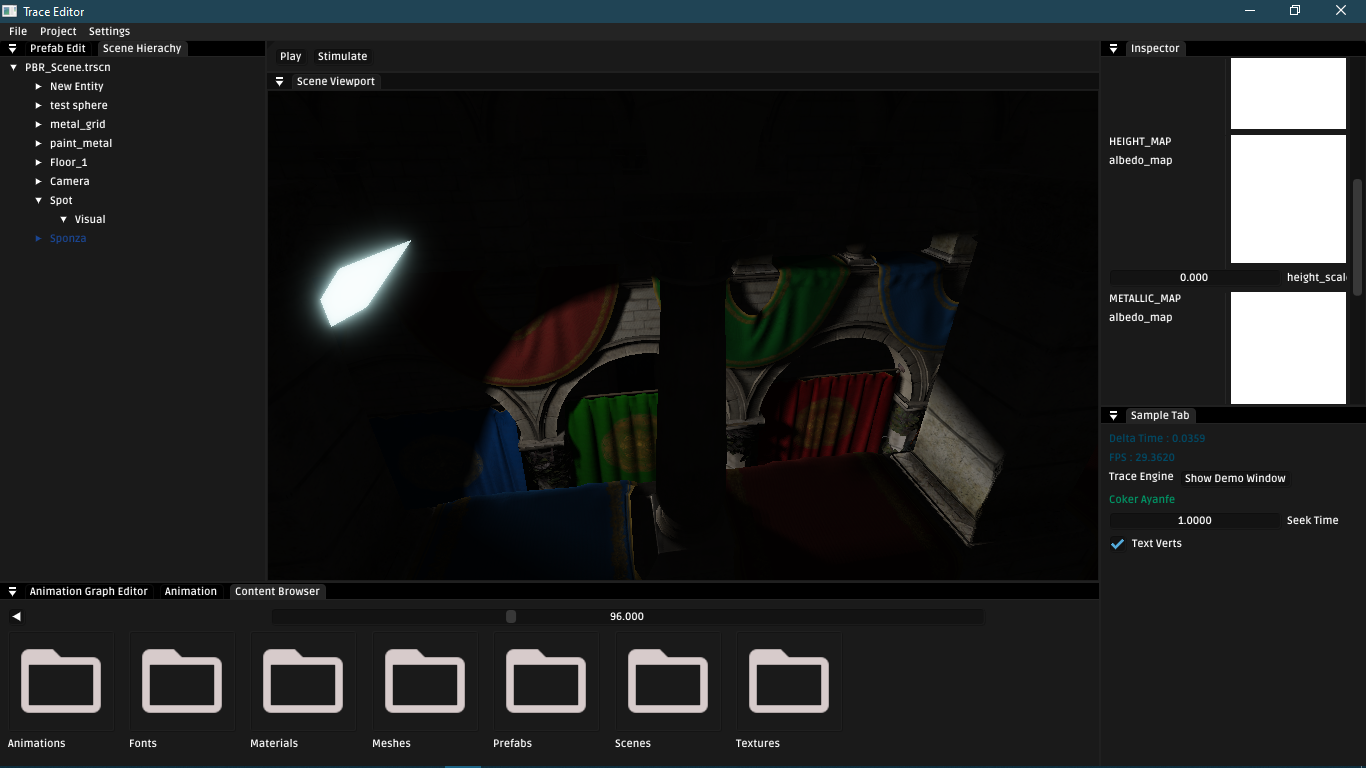 Trace Editor
File Project Settings
Prefab Edit Scene Hierachy
PBR_Scene.trscn
New Entity
test sphere
metal_grid
paint_metal
Floor_1
Camera
Spot
Visual
Sponza
Play Stimulate
Scene Viewport
Inspector
HEIGHT_MAP
albedo_map
0.000 height_scal
METALLIC_MAP
albedo_map
Sample Tab
Delta Time : 0.0359
FPS : 29.3620
Trace Engine Show Demo Window
Coker Ayanfe
1.0000 Seek Time
Text Verts
Animation Graph Editor Animation Content Browser
96.000
Animations Fonts Materials Meshes Prefabs Scenes Textures